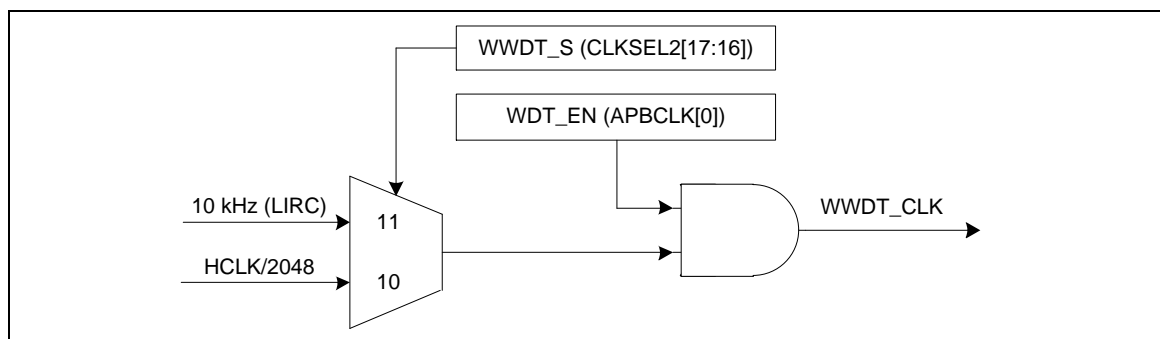 WWDT_S (CLKSEL2[17:16])
WDT_EN (APBCLK[0])
10 kHz (LIRC)
11
WWDT_CLK
HCLK/2048
10